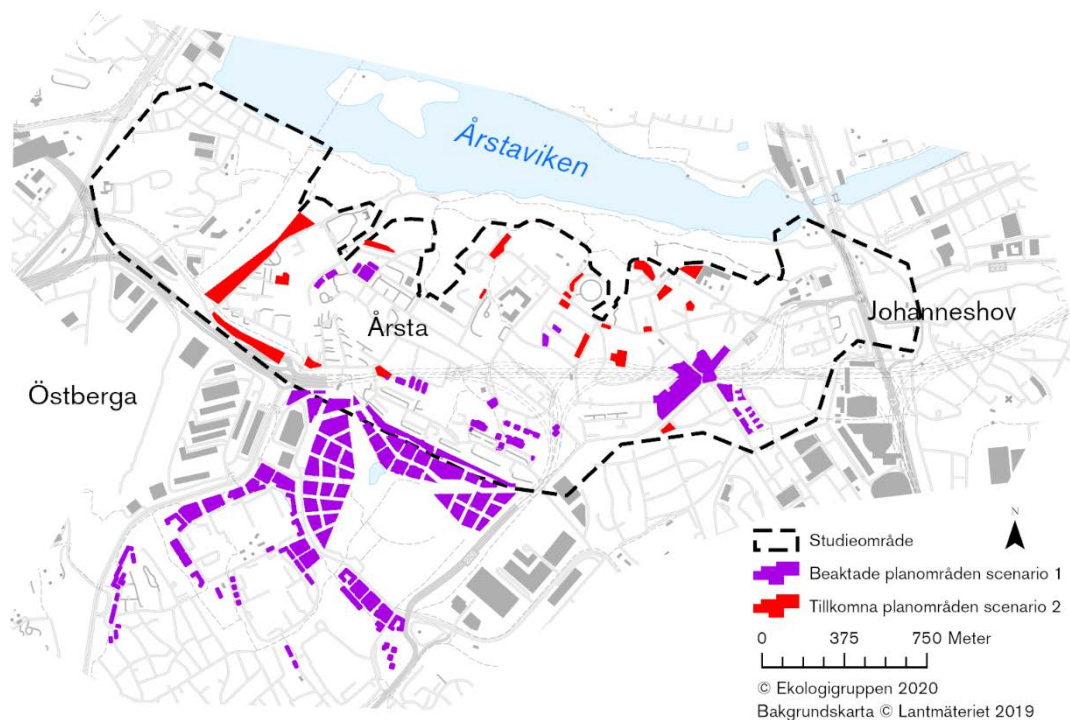 Årstaviken
Johanneshov
Årsta
Östberga
N
Studieområde
Beaktade planområden scenario 1
Tillkomna planområden scenario 2
0 375 750 Meter
© Ekologigruppen 2020
Bakgrundskarta © Lantmäteriet 2019